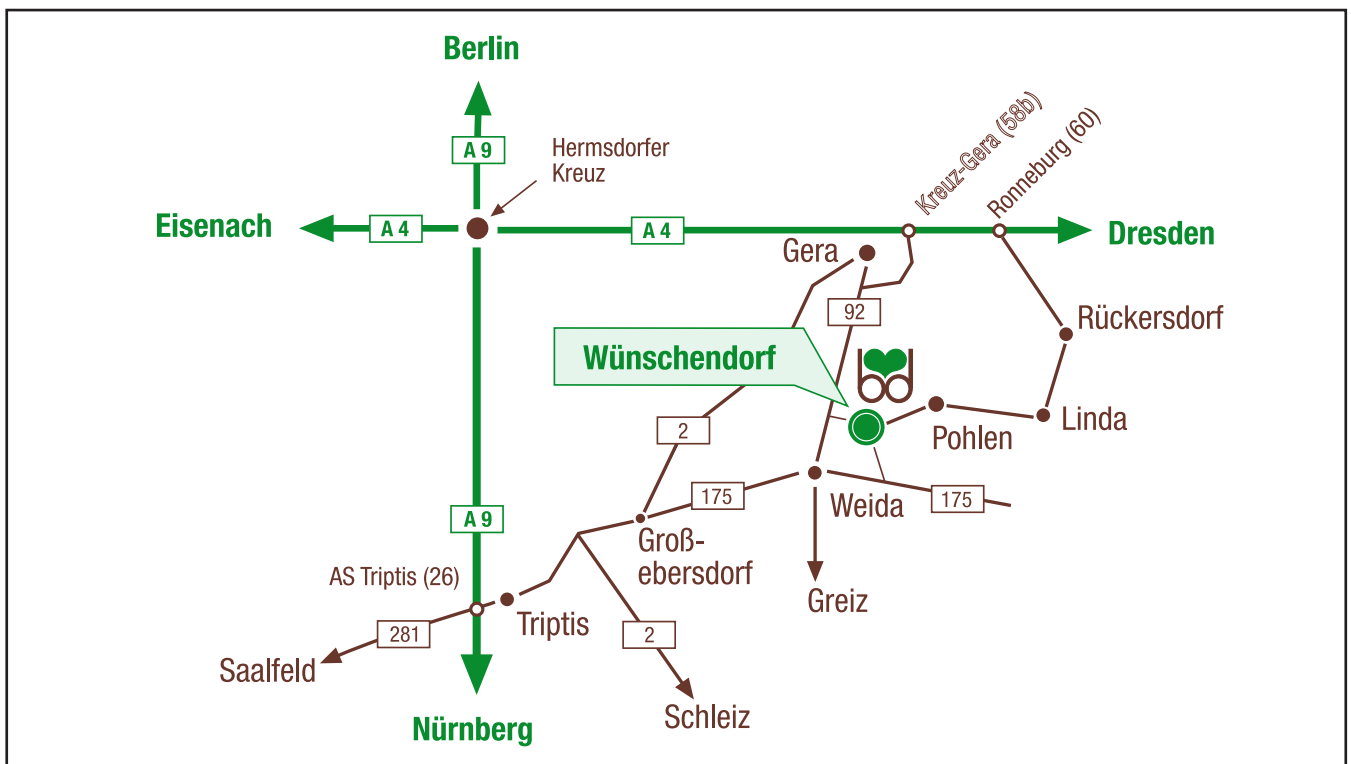 Berlin
A 9
Hermsdorfer
Kreuz
Kreuz-Gera (58b)
Ronneburg (60)
Eisenach
A 4
A 4
Dresden
Gera
92
Rückersdorf
Wünschendorf
2
Pohlen
Linda
175
Weida
175
A 9
Groß-
ebersdorf
AS Triptis (26)
Triptis
Greiz
281
2
Saalfeld
Schleiz
Nürnberg